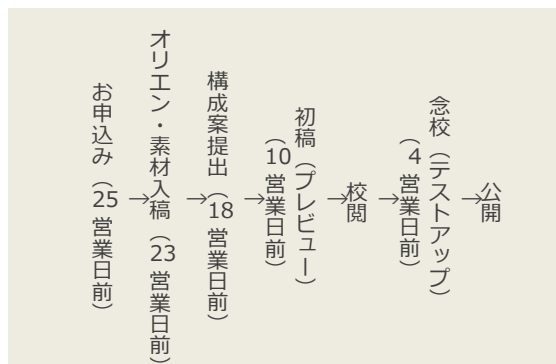 お申込み（25営業日前）
→
オリエン・素材入稿（23営業日前）
→
構成案提出（18営業日前）
→
初稿（プレビュー）
（10営業日前）
→
校閲
→
念校（テストアップ）
（4営業日前）
→
公開